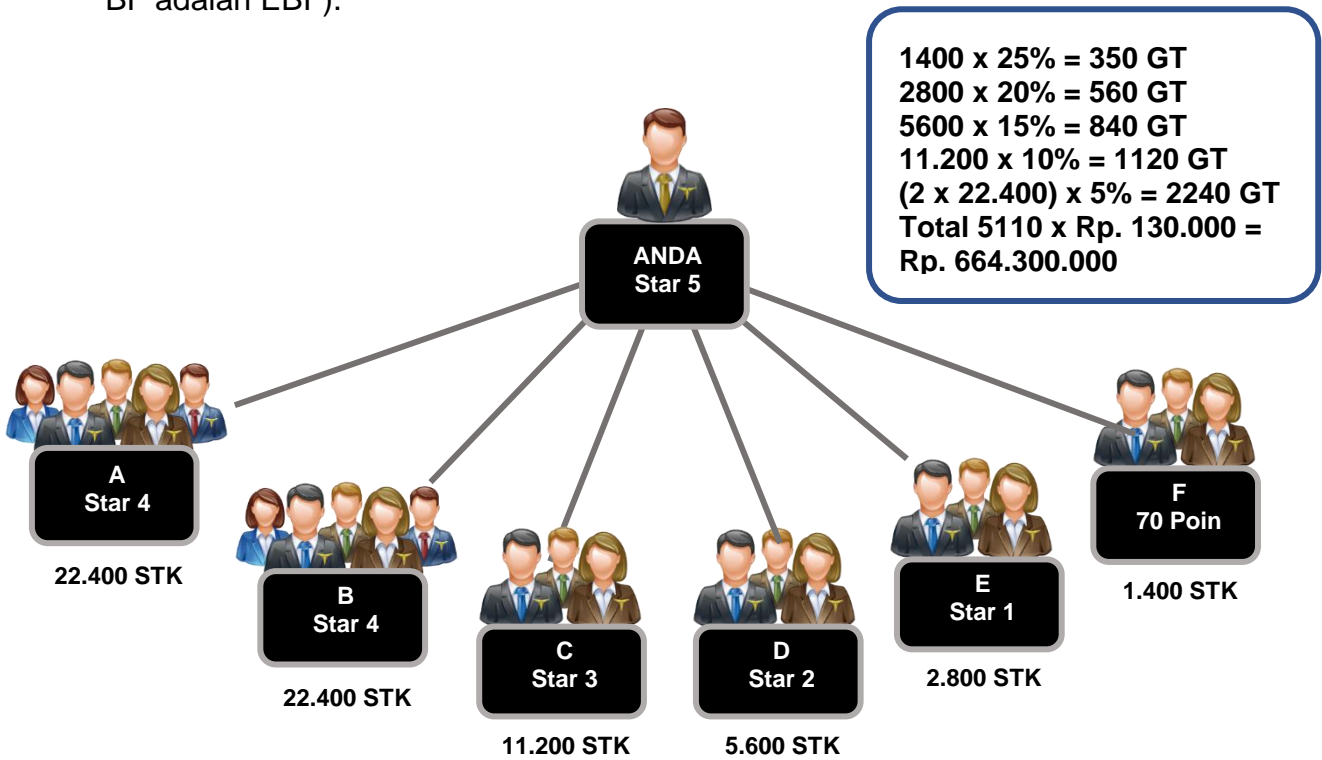 BP adalah EBP).
1400 x 25% = 350 GT
2800 x 20% = 560 GT
5600 x 15% = 840 GT
11.200 x 10% = 1120 GT
(2 x 22.400) x 5% = 2240 GT
Total 5110 x Rp. 130.000 =
Rp. 664.300.000
ANDA
Star 5
A
Star 4
22.400 STK
B
Star 4
22.400 STK
C
Star 3
11.200 STK
D
Star 2
5.600 STK
E
Star 1
2.800 STK
F
70 Poin
1.400 STK